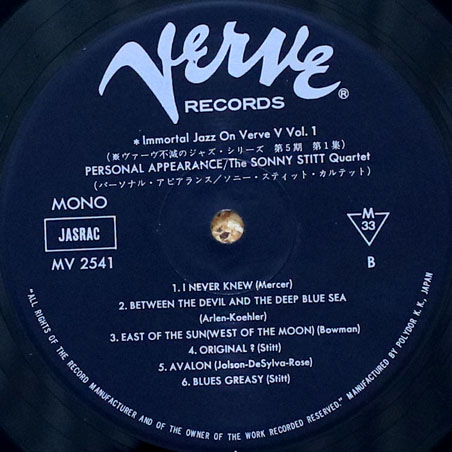 Verve
RECORDS ®
* Immortal Jazz On Verve V Vol. 1
(※ヴァーヴ不滅のジャズ・シリーズ 第5期 第1集)
PERSONAL APPEARANCE/The SONNY STITT Quartet
(パーソナル・アピアランス/ソニー・スティット・カルテット)
MONO
JASRAC
MV 2541
M
33
B
1. I NEVER KNEW (Mercer)
2. BETWEEN THE DEVIL AND THE DEEP BLUE SEA
(Arlen-Koehler)
3. EAST OF THE SUN(WEST OF THE MOON) (Bowman)
4. ORIGINAL ? (Stitt)
5. AVALON (Jolson-DeSylva-Rose)
6. BLUES GREASY (Stitt)
"ALL RIGHTS OF THE RECORD MANUFACTURER AND OF THE OWNER OF THE WORK RECORDED RESERVED." MANUFACTURED BY POLYDOR K. K., JAPAN